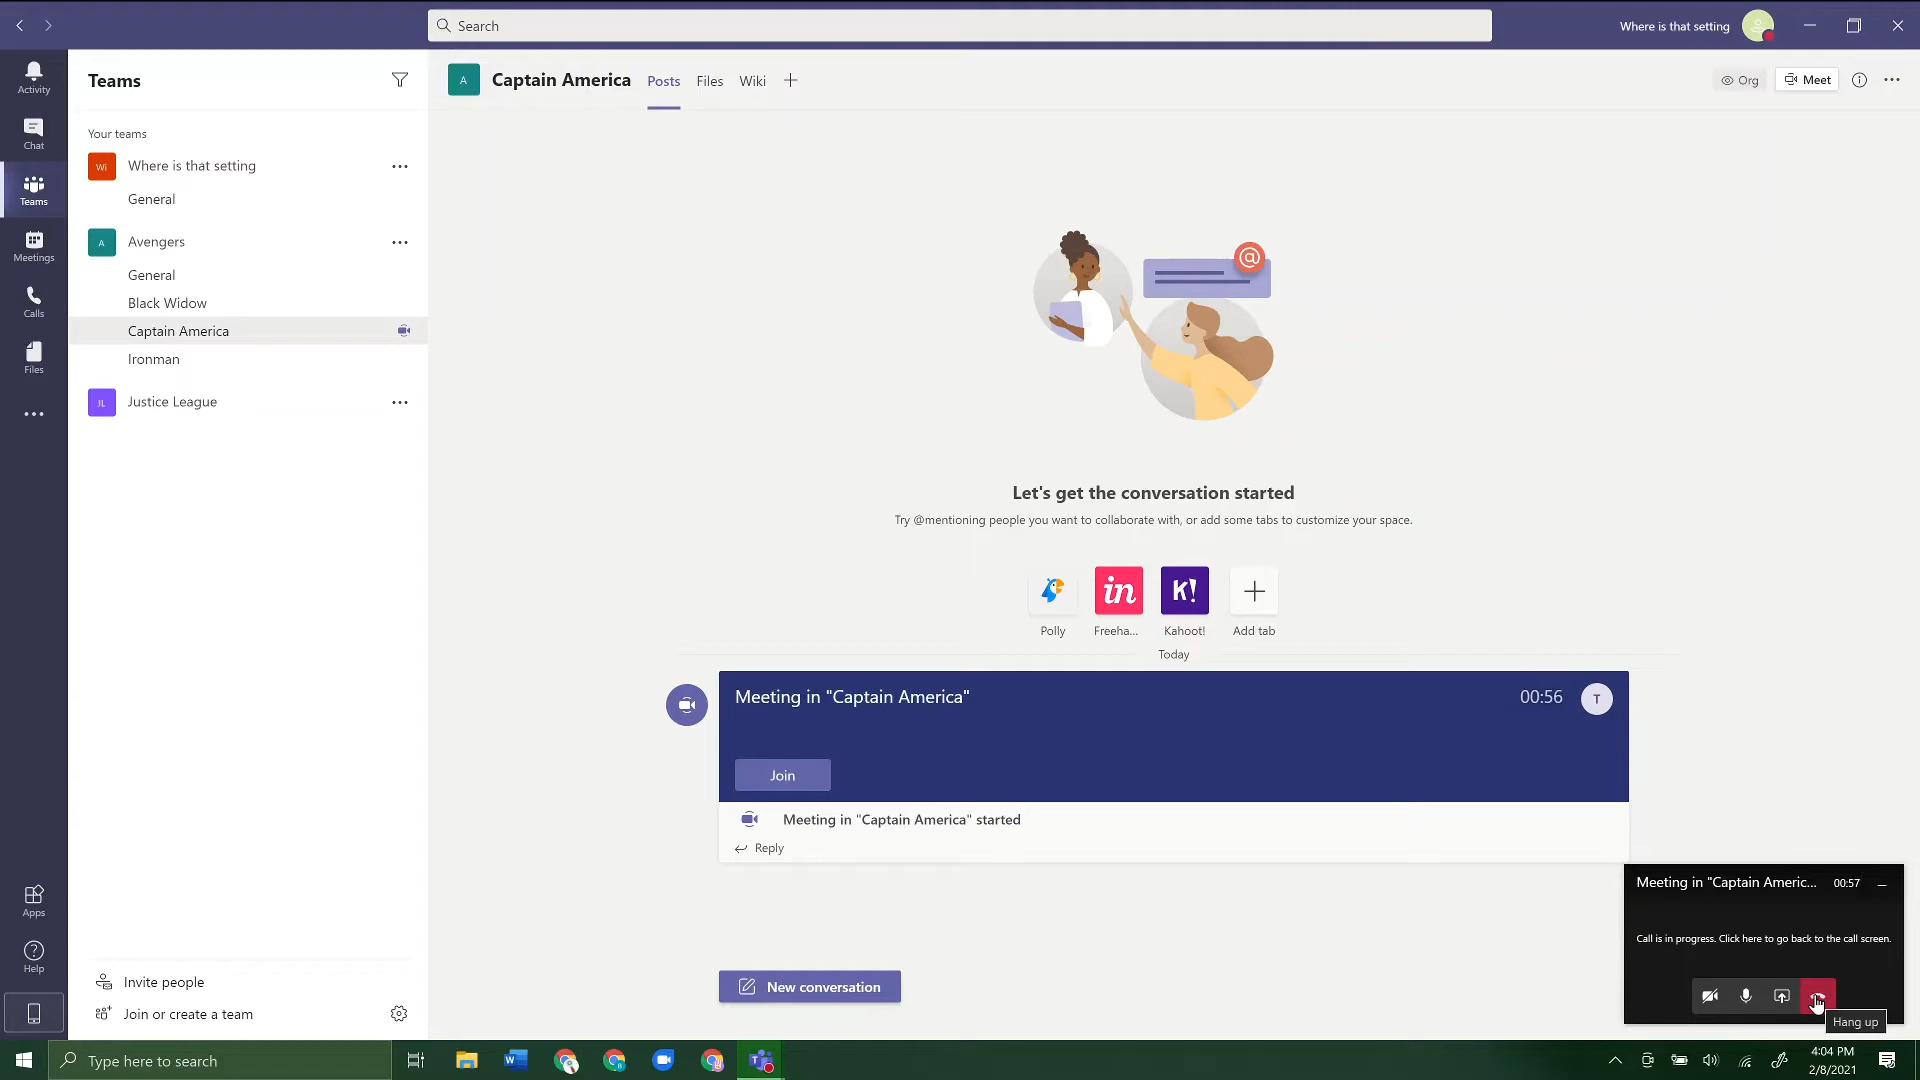 Search
Where is that setting
Activity
Chat
Teams
Meetings
Calls
Files
Apps
Help
Teams
Your teams
Wi
Where is that setting
General
A
Avengers
General
Black Widow
Captain America
Ironman
JL
Justice League
Invite people
Join or create a team
A
Captain America
Posts
Files
Wiki
Org
Meet
@
Let's get the conversation started
Try @mentioning people you want to collaborate with, or add some tabs to customize your space.
in
K!
Polly
Freeha...
Kahoot!
Add tab
Today
Meeting in "Captain America"
00:56
T
Join
Meeting in "Captain America" started
Reply
New conversation
Meeting in "Captain Americ...
00:57
Call is in progress. Click here to go back to the call screen.
Hang up
Type here to search
4:04 PM
2/8/2021